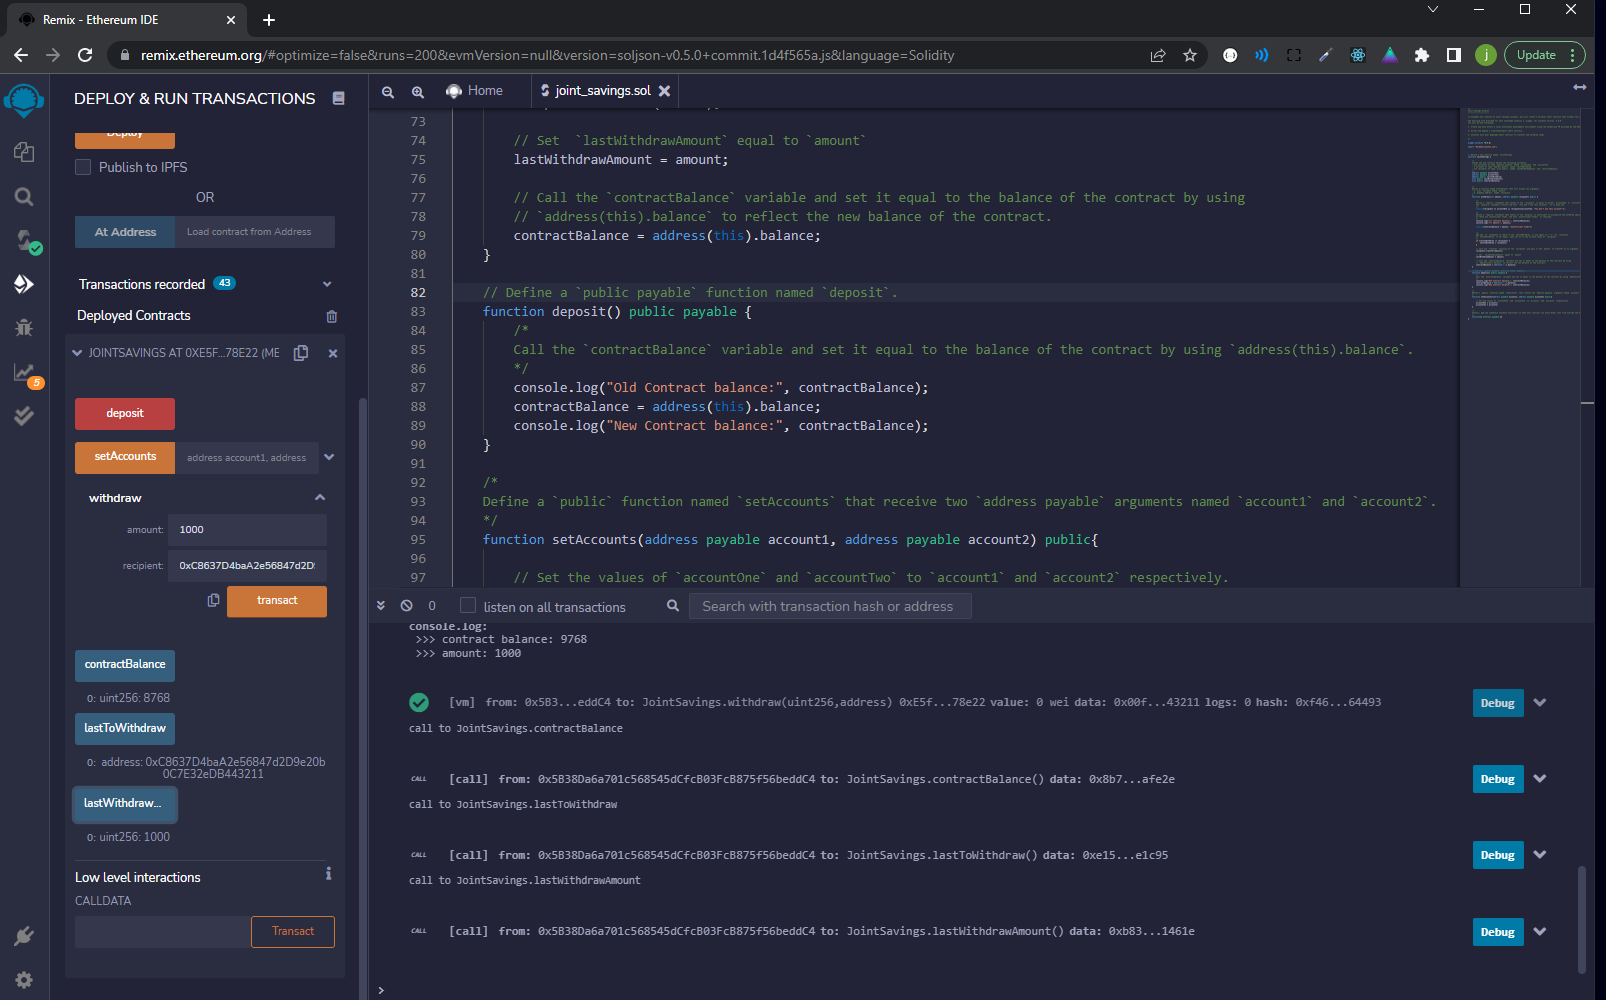 Remix - Ethereum IDE
remix.ethereum.org/#optimize=false&runs=200&evmVersion=null&version=soljson-v0.5.0+commit.1d4f565a.js&language=Solidity
j
Update
DEPLOY & RUN TRANSACTIONS
Deploy
Publish to IPFS
OR
At Address
Load contract from Address
Transactions recorded 43
Deployed Contracts
JOINTSAVINGS AT 0XE5F...78E22 (ME
5
deposit
setAccounts
address account1, address
withdraw
amount:
1000
recipient:
0xC8637D4baA2e56847d2D
transact
contractBalance
0: uint256: 8768
lastToWithdraw
0: address: 0xC8637D4baA2e56847d2D9e20b
0C7E32eDB443211
lastWithdraw...
0: uint256: 1000
Low level interactions
i
CALLDATA
Transact
Home
joint_savings.sol
73
74 // Set  `lastWithdrawAmount` equal to `amount`
75 lastWithdrawAmount = amount;
76
77 // Call the `contractBalance` variable and set it equal to the balance of the contract by using
78 // `address(this).balance` to reflect the new balance of the contract.
79 contractBalance = address(this).balance;
80 }
81
82 // Define a `public payable` function named `deposit`.
83 function deposit() public payable {
84 /*
85 Call the `contractBalance` variable and set it equal to the balance of the contract by using `address(this).balance`.
86 */
87 console.log("Old Contract balance:", contractBalance);
88 contractBalance = address(this).balance;
89 console.log("New Contract balance:", contractBalance);
90 }
91
92 /*
93 Define a `public` function named `setAccounts` that receive two `address payable` arguments named `account1` and `account2`.
94 */
95 function setAccounts(address payable account1, address payable account2) public{
96
97 // Set the values of `accountOne` and `accountTwo` to `account1` and `account2` respectively.
0
listen on all transactions
Search with transaction hash or address
console.log:
>>> contract balance: 9768
>>> amount: 1000
[vm] from: 0x5B3...eddC4 to: JointSavings.withdraw(uint256,address) 0xE5f...78e22 value: 0 wei data: 0x00f...43211 logs: 0 hash: 0xf46...64493
Debug
call to JointSavings.contractBalance
CALL [call] from: 0x5B38Da6a701c568545dCfcB03FcB875f56beddC4 to: JointSavings.contractBalance() data: 0x8b7...afe2e
Debug
call to JointSavings.lastToWithdraw
CALL [call] from: 0x5B38Da6a701c568545dCfcB03FcB875f56beddC4 to: JointSavings.lastToWithdraw() data: 0xe15...e1c95
Debug
call to JointSavings.lastWithdrawAmount
CALL [call] from: 0x5B38Da6a701c568545dCfcB03FcB875f56beddC4 to: JointSavings.lastWithdrawAmount() data: 0xb83...1461e
Debug
>